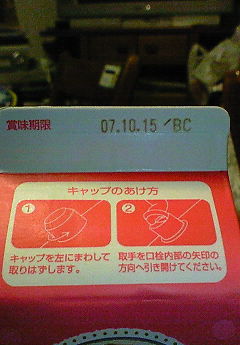 賞味期限 07.10.15 /BC
キャップのあけ方
① ②
キャップを左にまわして
取りはずします。
取手を口栓内部の矢印の
方向へ引き開けてください。